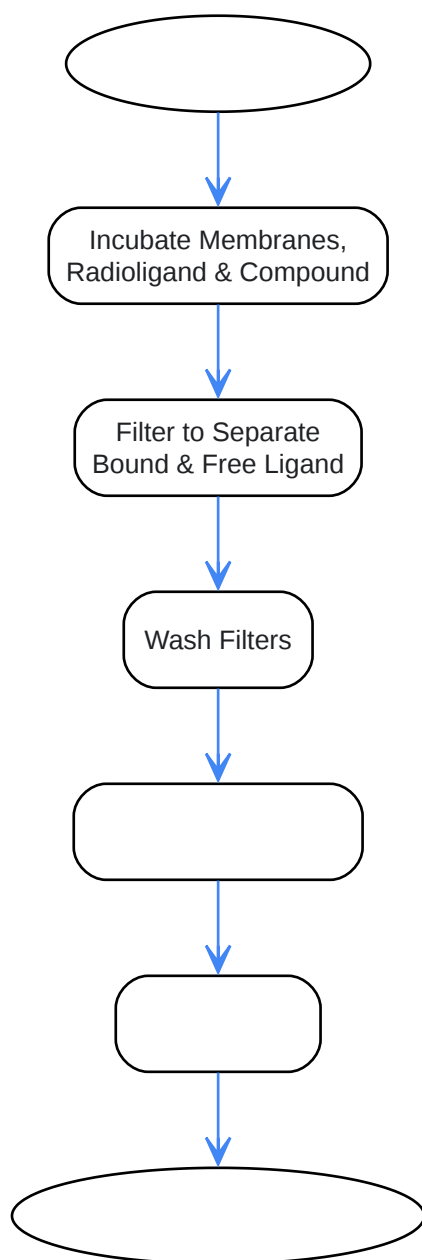 Incubate Membranes,
Radioligand & Compound
Filter to Separate
Bound & Free Ligand
Wash Filters